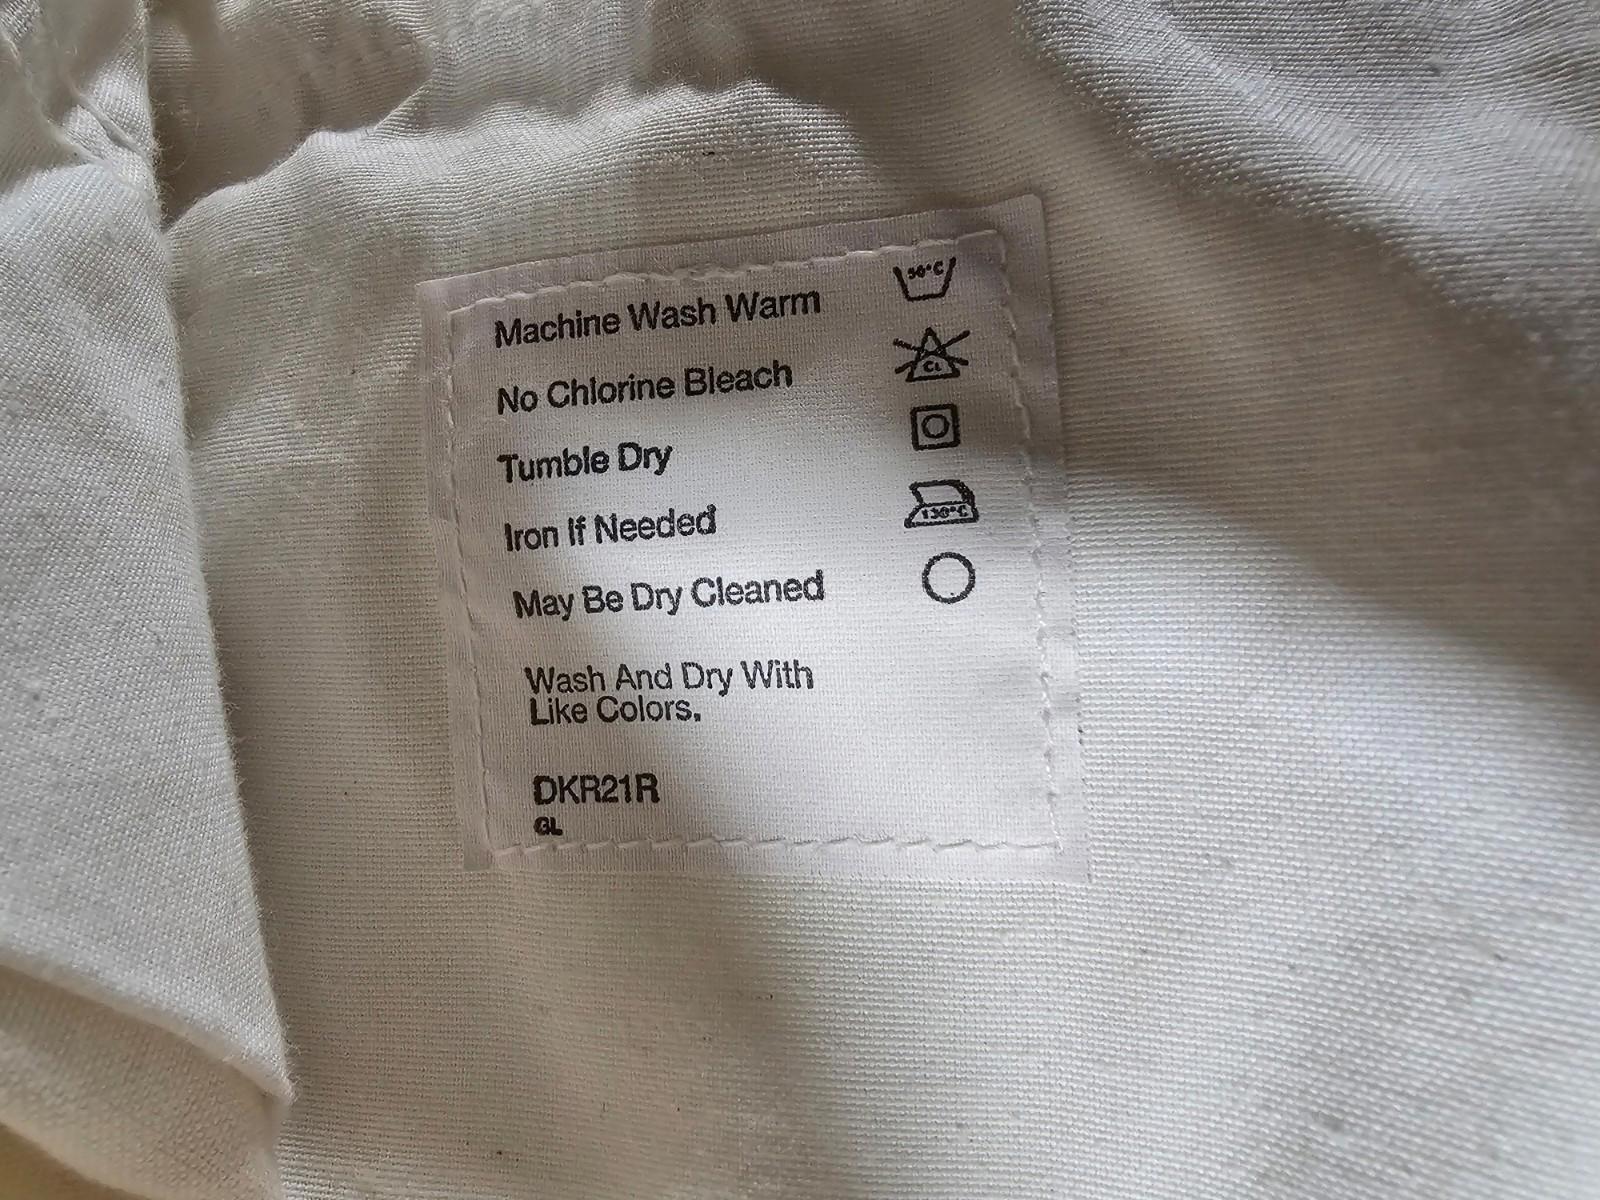 Machine Wash Warm
No Chlorine Bleach
CL
Tumble Dry
Iron If Needed
May Be Dry Cleaned
Wash And Dry With
Like Colors.
DKR21R
GL